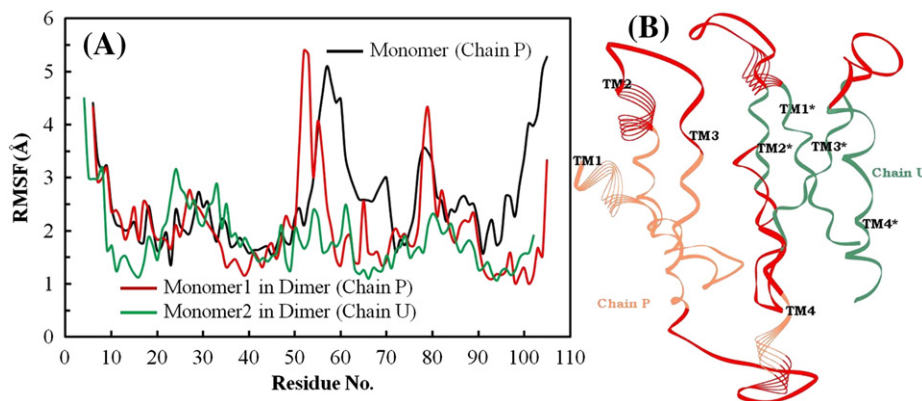 (A)
Monomer (Chain P)
Monomer1 in Dimer (Chain P)
Monomer2 in Dimer (Chain U)
RMSF (Å)
6
5
4
3
2
1
0
0 10 20 30 40 50 60 70 80 90 100 110
Residue No.
(B)
TM2
TM1*
TM3
TM2*
TM3*
TM1
Chain U
TM4*
Chain P
TM4